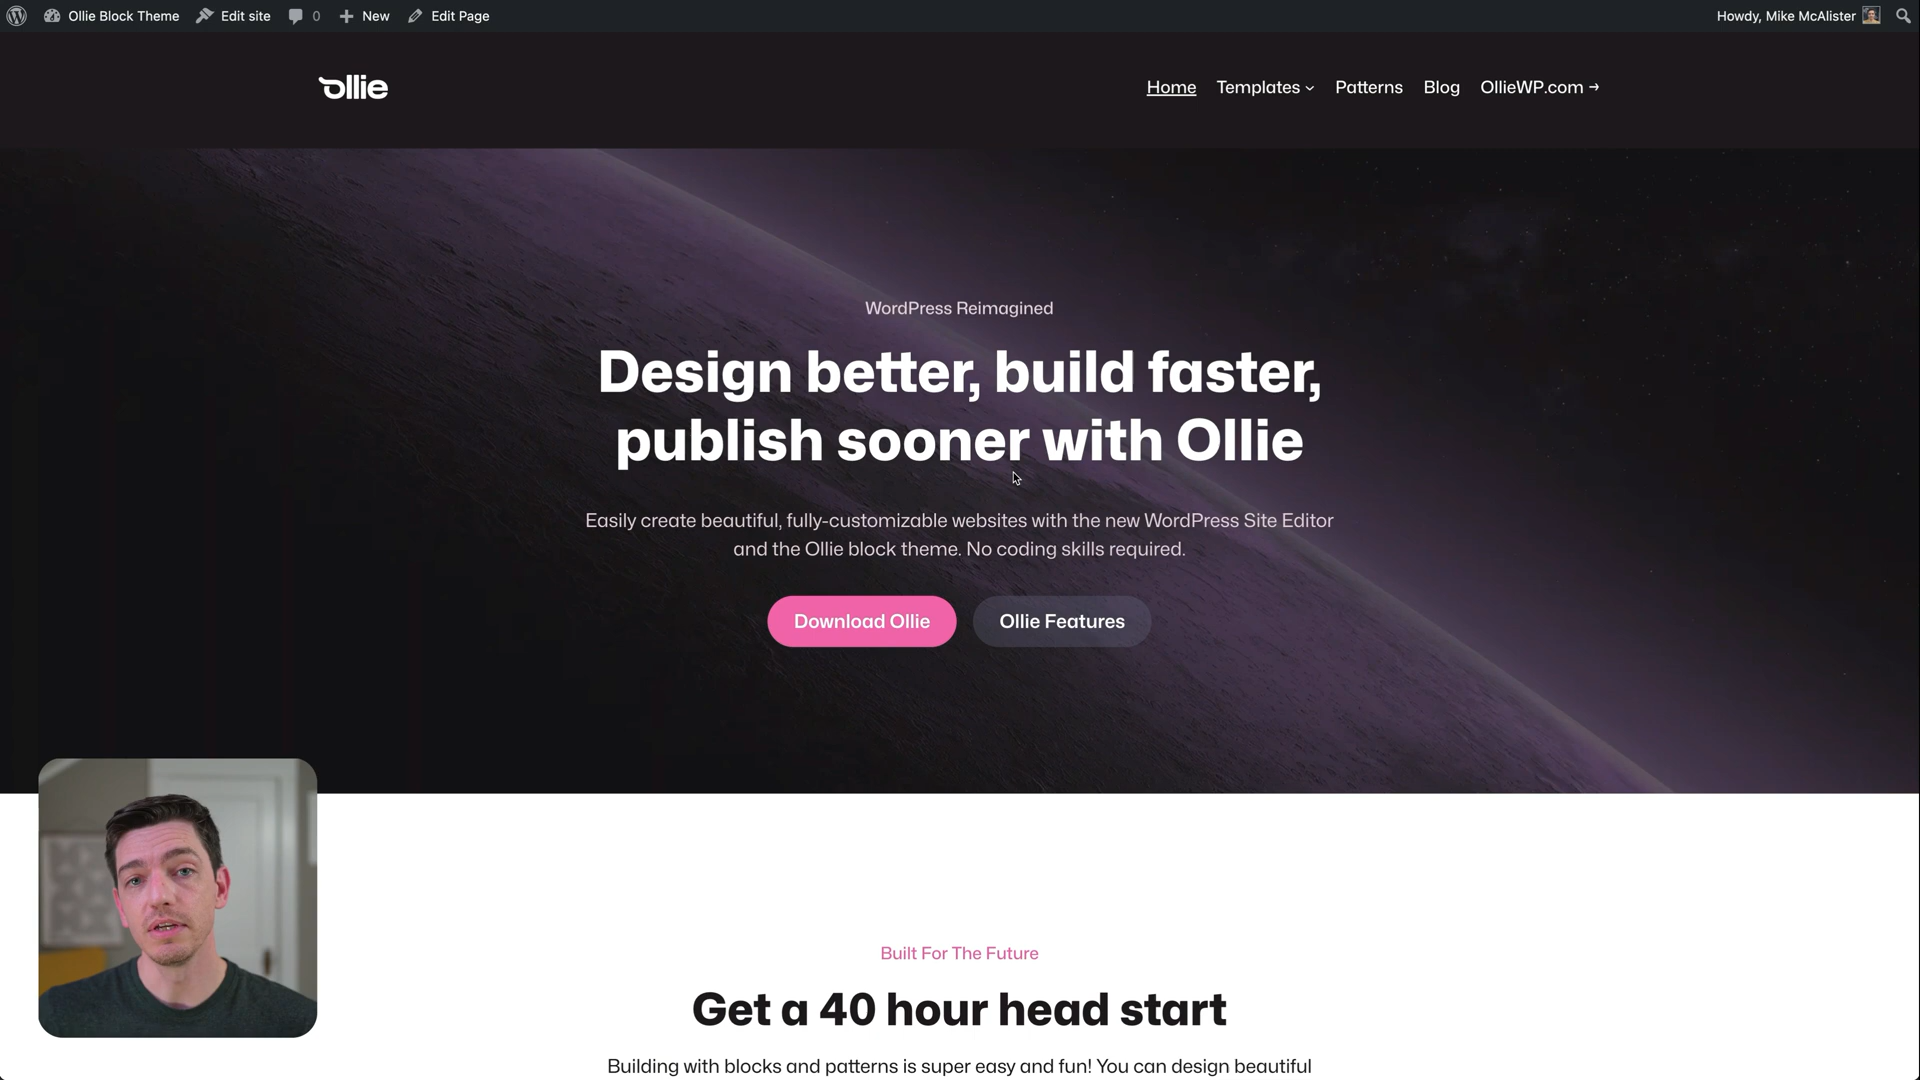 Ollie Block Theme Edit site 0 New Edit Page Howdy, Mike McAlister
ollie
Home Templates Patterns Blog OllieWP.com →
WordPress Reimagined
Design better, build faster,
publish sooner with Ollie
Easily create beautiful, fully-customizable websites with the new WordPress Site Editor
and the Ollie block theme. No coding skills required.
Download Ollie Ollie Features
Built For The Future
Get a 40 hour head start
Building with blocks and patterns is super easy and fun! You can design beautiful